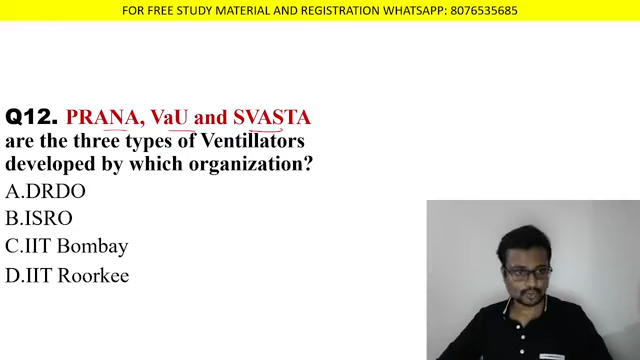 FOR FREE STUDY MATERIAL AND REGISTRATION WHATSAPP: 8076535685
Q12. PRANA, VaU and SVASTA
are the three types of Ventillators
developed by which organization?
A.DRDO
B.ISRO
C.IIT Bombay
D.IIT Roorkee